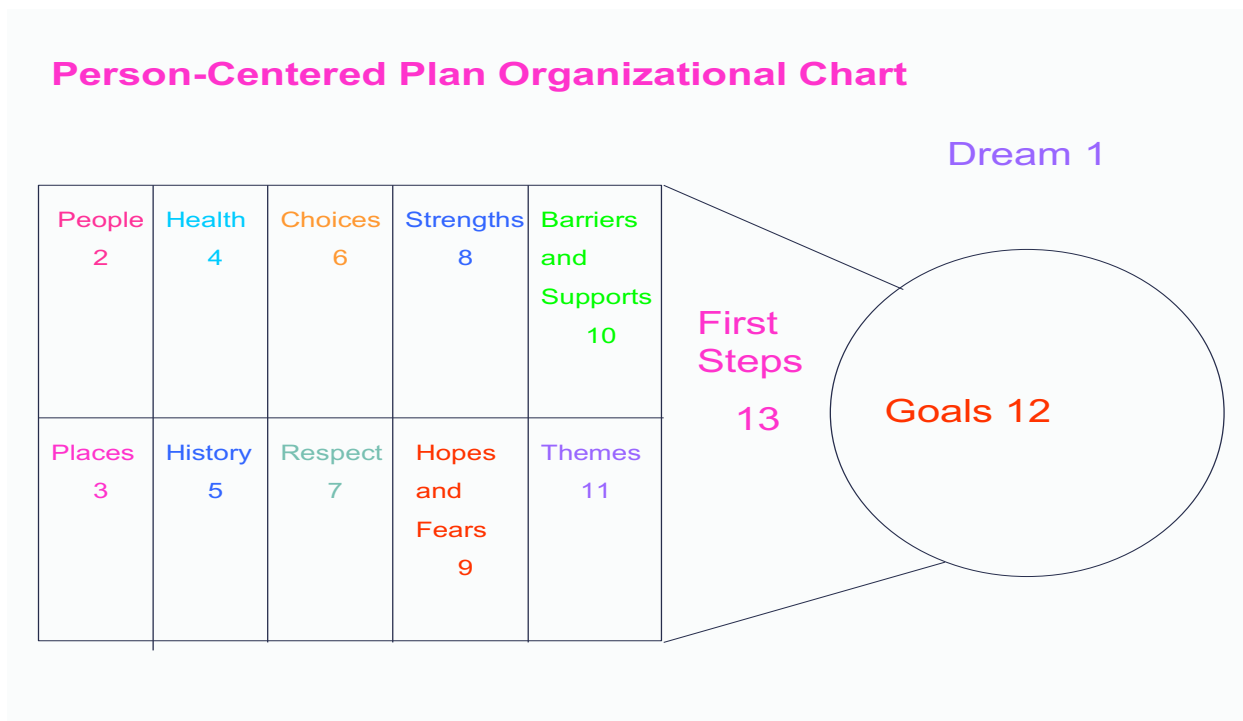 Person-Centered Plan Organizational Chart
Dream 1
People
2
Health
4
Choices
6
Strengths
8
Barriers
and
Supports
10
Places
3
History
5
Respect
7
Hopes
and
Fears
9
Themes
11
First
Steps
13
Goals 12